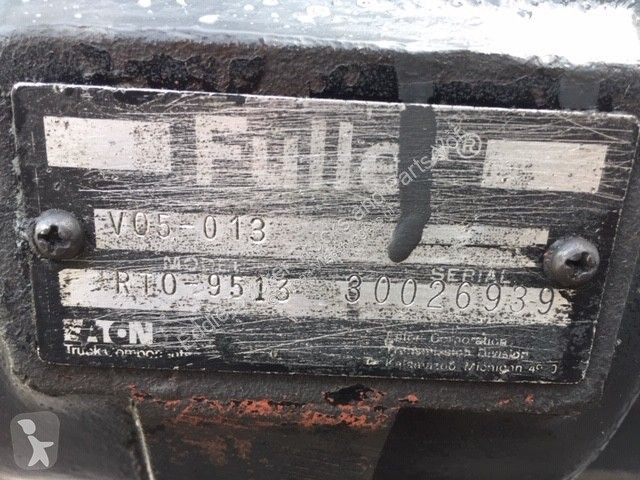 Fuller®
V05-013
MODEL SERIAL
RTO-9513 30026939
EATON
Truck Components
Eaton Corporation
Transmission Division
Kalamazoo, Michigan